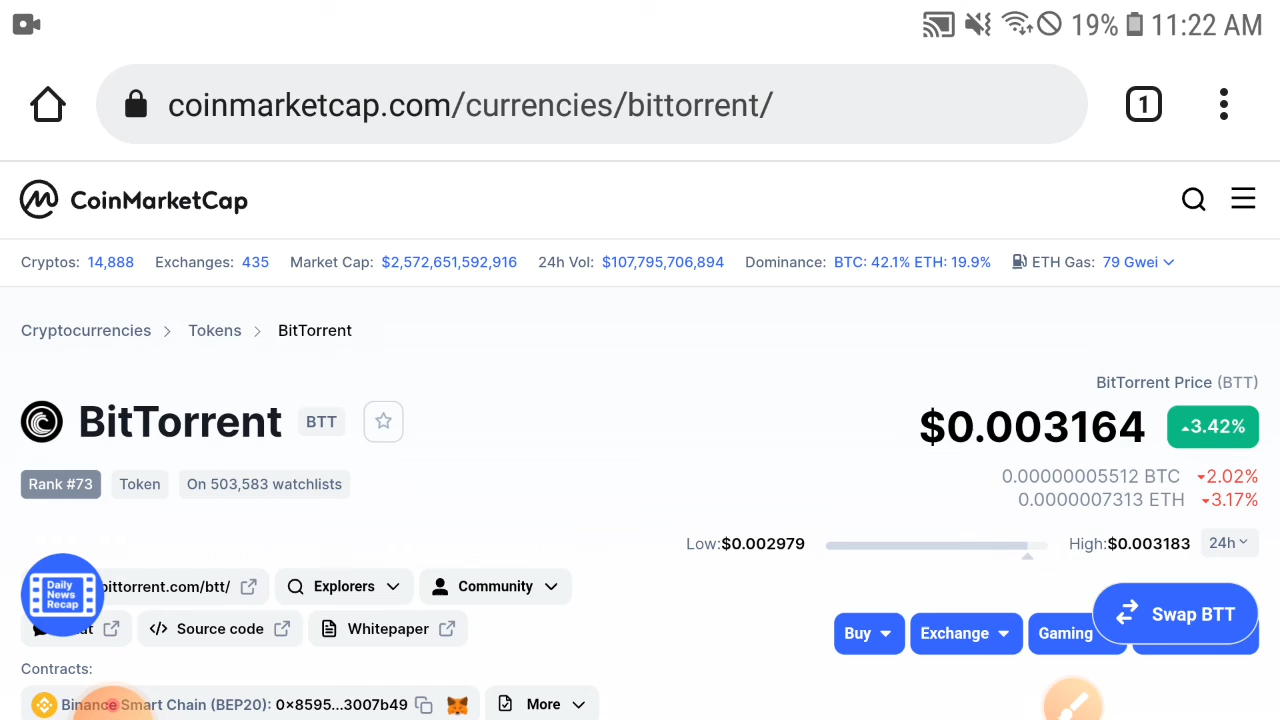 19% 11:22 AM
coinmarketcap.com/currencies/bittorrent/ 1
CoinMarketCap
Cryptos: 14,888 Exchanges: 435 Market Cap: $2,572,651,592,916 24h Vol: $107,795,706,894 Dominance: BTC: 42.1% ETH: 19.9% ETH Gas: 79 Gwei
Cryptocurrencies > Tokens > BitTorrent
BitTorrent Price (BTT)
BitTorrent BTT $0.003164 3.42%
0.00000005512 BTC 2.02%
Rank #73 Token On 503,583 watchlists
0.0000007313 ETH 3.17%
Low:$0.002979 High:$0.003183 24h
bittorrent.com/btt/ Explorers Community
Daily
News
Recap
Swap BTT
Source code Whitepaper
Buy Exchange Gaming
Contracts:
Binance Smart Chain (BEP20): 0x8595...3007b49 More